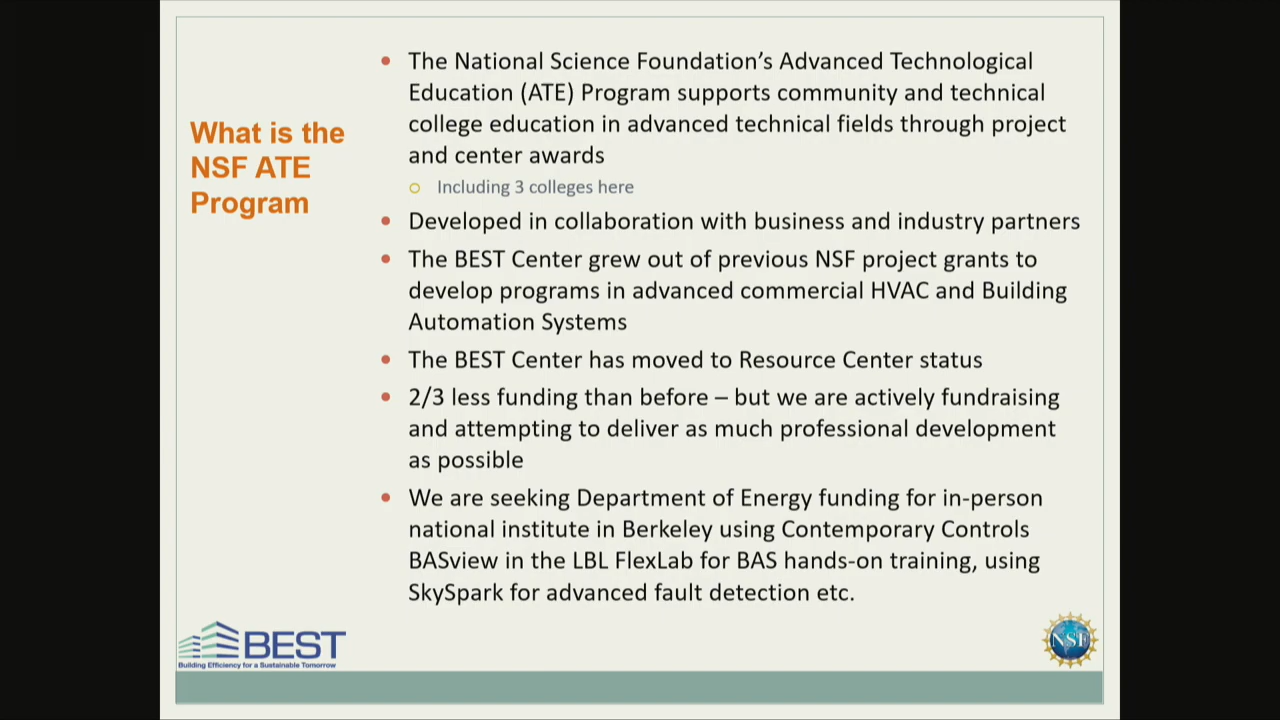 What is the
NSF ATE
Program
• The National Science Foundation’s Advanced Technological
Education (ATE) Program supports community and technical
college education in advanced technical fields through project
and center awards
o Including 3 colleges here
• Developed in collaboration with business and industry partners
• The BEST Center grew out of previous NSF project grants to
develop programs in advanced commercial HVAC and Building
Automation Systems
• The BEST Center has moved to Resource Center status
• 2/3 less funding than before – but we are actively fundraising
and attempting to deliver as much professional development
as possible
• We are seeking Department of Energy funding for in-person
national institute in Berkeley using Contemporary Controls
BASview in the LBL FlexLab for BAS hands-on training, using
SkySpark for advanced fault detection etc.
BEST
Building Efficiency for a Sustainable Tomorrow
NSF